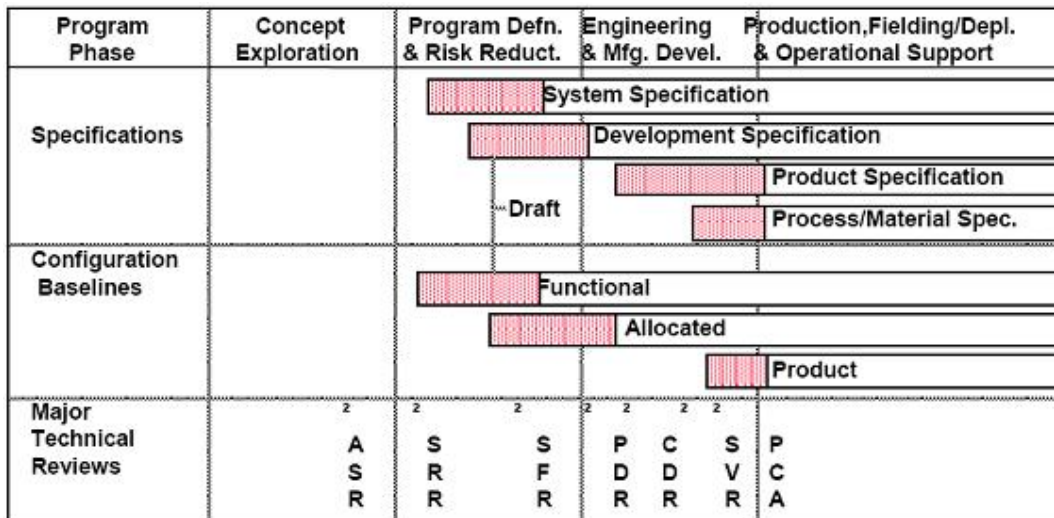 Program Phase
Concept Exploration
Program Defn. & Risk Reduct.
Engineering & Mfg. Devel.
Production,Fielding/Depl. & Operational Support
Specifications
System Specification
Development Specification
Product Specification
Draft
Process/Material Spec.
Configuration Baselines
Functional
Allocated
Product
Major Technical Reviews
2 2 2 2 2 2 2
A S S P C S P
S R F D D V C
R R R R R R A